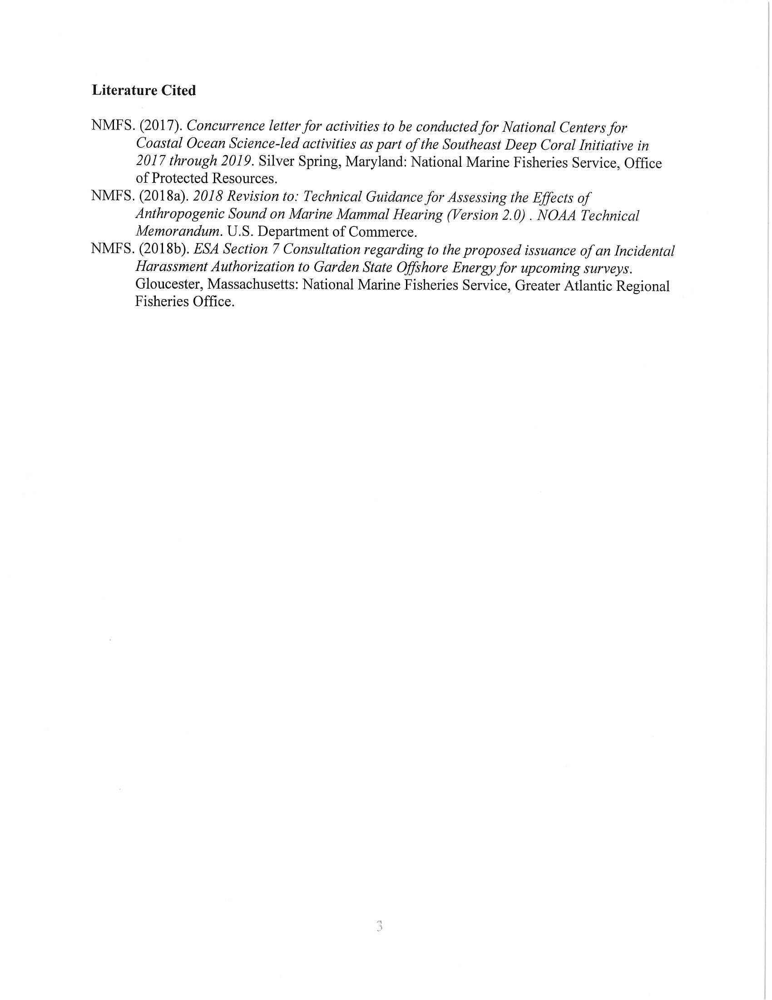 Literature Cited
NMFS. (2017). Concurrence letter for activities to be conducted for National Centers for
Coastal Ocean Science-led activities as part of the Southeast Deep Coral Initiative in
2017 through 2019. Silver Spring, Maryland: National Marine Fisheries Service, Office
of Protected Resources.
NMFS. (2018a). 2018 Revision to: Technical Guidance for Assessing the Effects of
Anthropogenic Sound on Marine Mammal Hearing (Version 2.0) . NOAA Technical
Memorandum. U.S. Department of Commerce.
NMFS. (2018b). ESA Section 7 Consultation regarding to the proposed issuance of an Incidental
Harassment Authorization to Garden State Offshore Energy for upcoming surveys.
Gloucester, Massachusetts: National Marine Fisheries Service, Greater Atlantic Regional
Fisheries Office.
3